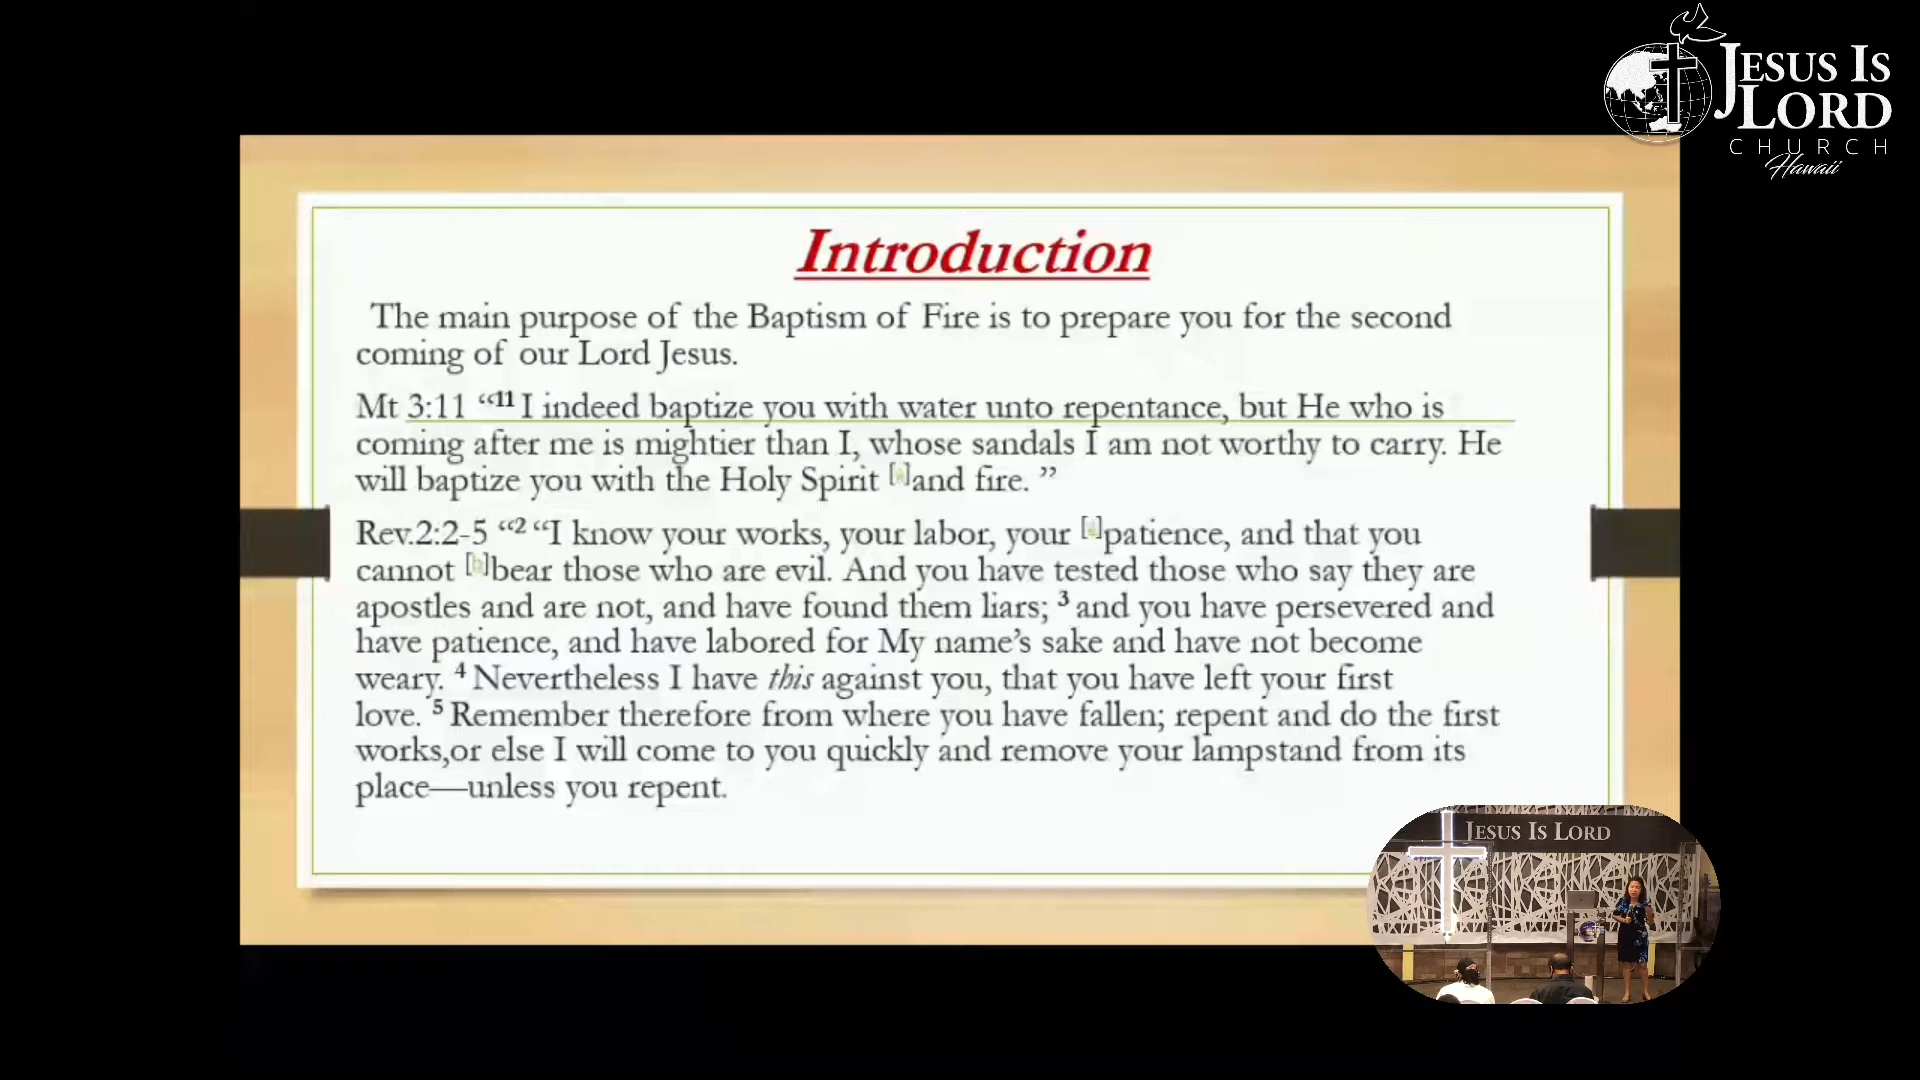 JESUS IS
LORD
CHURCH
Hawaii
Introduction
The main purpose of the Baptism of Fire is to prepare you for the second
coming of our Lord Jesus.
Mt 3:11 “11 I indeed baptize you with water unto repentance, but He who is
coming after me is mightier than I, whose sandals I am not worthy to carry. He
will baptize you with the Holy Spirit [a]and fire. ”
Rev.2:2-5 “2 “I know your works, your labor, your [a]patience, and that you
cannot [b]bear those who are evil. And you have tested those who say they are
apostles and are not, and have found them liars; 3 and you have persevered and
have patience, and have labored for My name’s sake and have not become
weary. 4 Nevertheless I have this against you, that you have left your first
love. 5 Remember therefore from where you have fallen; repent and do the first
works,or else I will come to you quickly and remove your lampstand from its
place—unless you repent.
JESUS IS LORD